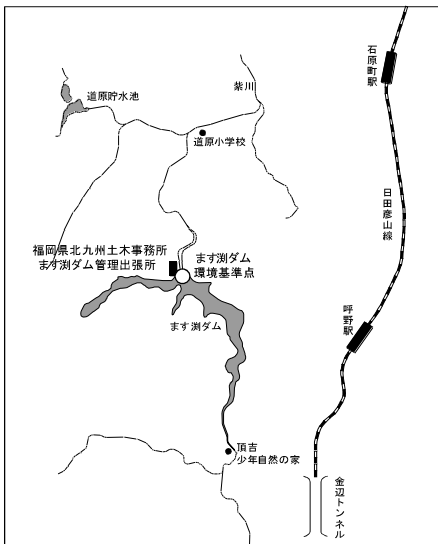 石原町駅
紫川
道原貯水池
道原小学校
日田彦山線
福岡県北九州土木事務所
ます渕ダム管理出張所
ます渕ダム
環境基準点
ます渕ダム
呼野駅
頂吉
少年自然の家
金辺トンネル